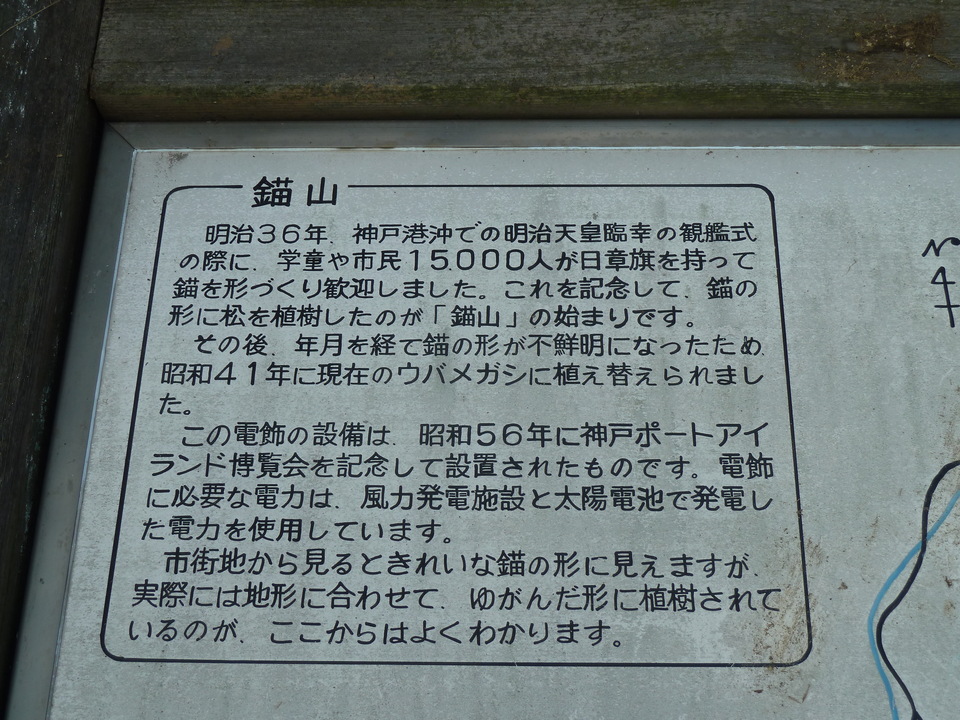 錨山
明治３６年、神戸港沖での明治天皇臨幸の観艦式
の際に、学童や市民１５,０００人が日章旗を持って
錨を形づくり歓迎しました。これを記念して、錨の
形に松を植樹したのが「錨山」の始まりです。
その後、年月を経て錨の形が不鮮明になったため、
昭和４１年に現在のウバメガシに植え替えられまし
た。
この電飾の設備は、昭和５６年に神戸ポートアイ
ランド博覧会を記念して設置されたものです。電飾
に必要な電力は、風力発電施設と太陽電池で発電し
た電力を使用しています。
市街地から見るときれいな錨の形に見えますが、
実際には地形に合わせて、ゆがんだ形に植樹されて
いるのが、ここからはよくわかります。